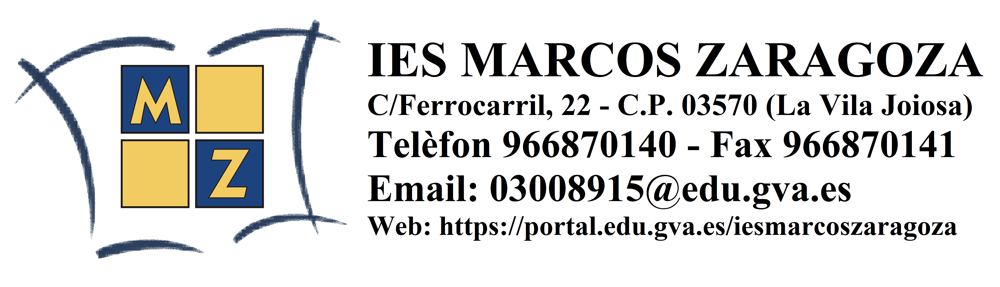 M
Z
IES MARCOS ZARAGOZA
C/Ferrocarril, 22 - C.P. 03570 (La Vila Joiosa)
Telèfon 966870140 - Fax 966870141
Email: 03008915@edu.gva.es
Web: https://portal.edu.gva.es/iesmarcoszaragoza